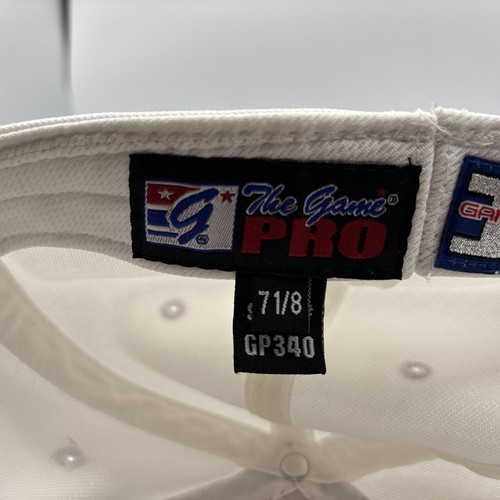 G The Game®
PRO
7 1/8
GP340